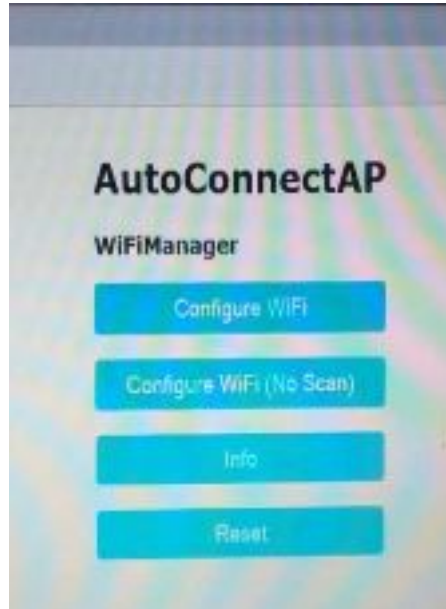 AutoConnectAP
WiFiManager
Configure WiFi
Configure WiFi (No Scan)
Info
Reset